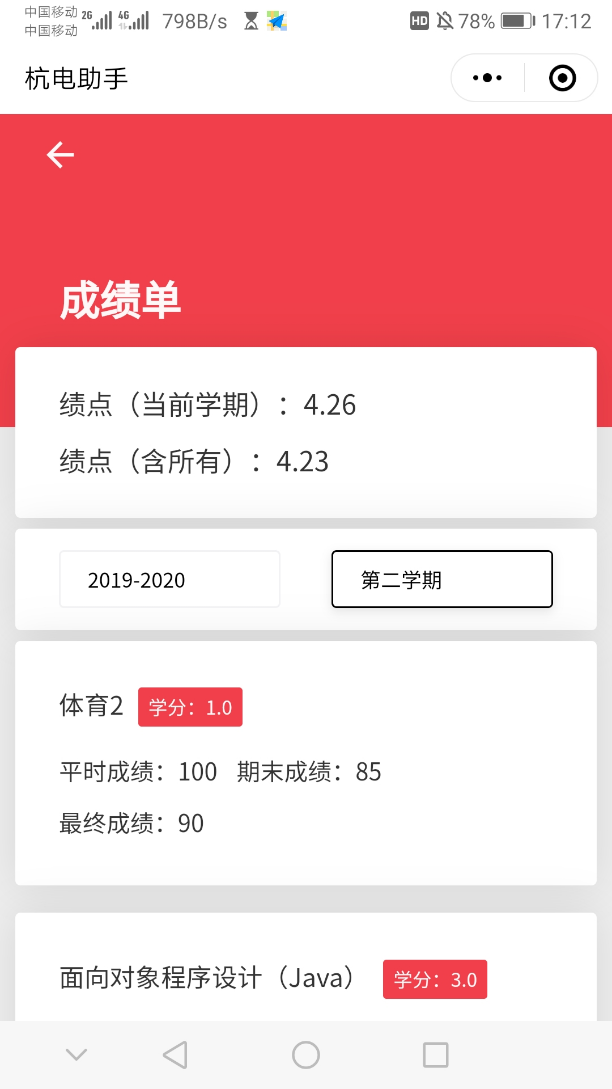 中国移动 2G 4G 798B/s HD 78% 17:12
中国移动
杭电助手
成绩单
绩点（当前学期）：4.26
绩点（含所有）：4.23
2019-2020 第二学期
体育2 学分：1.0
平时成绩：100 期末成绩：85
最终成绩：90
面向对象程序设计（Java） 学分：3.0